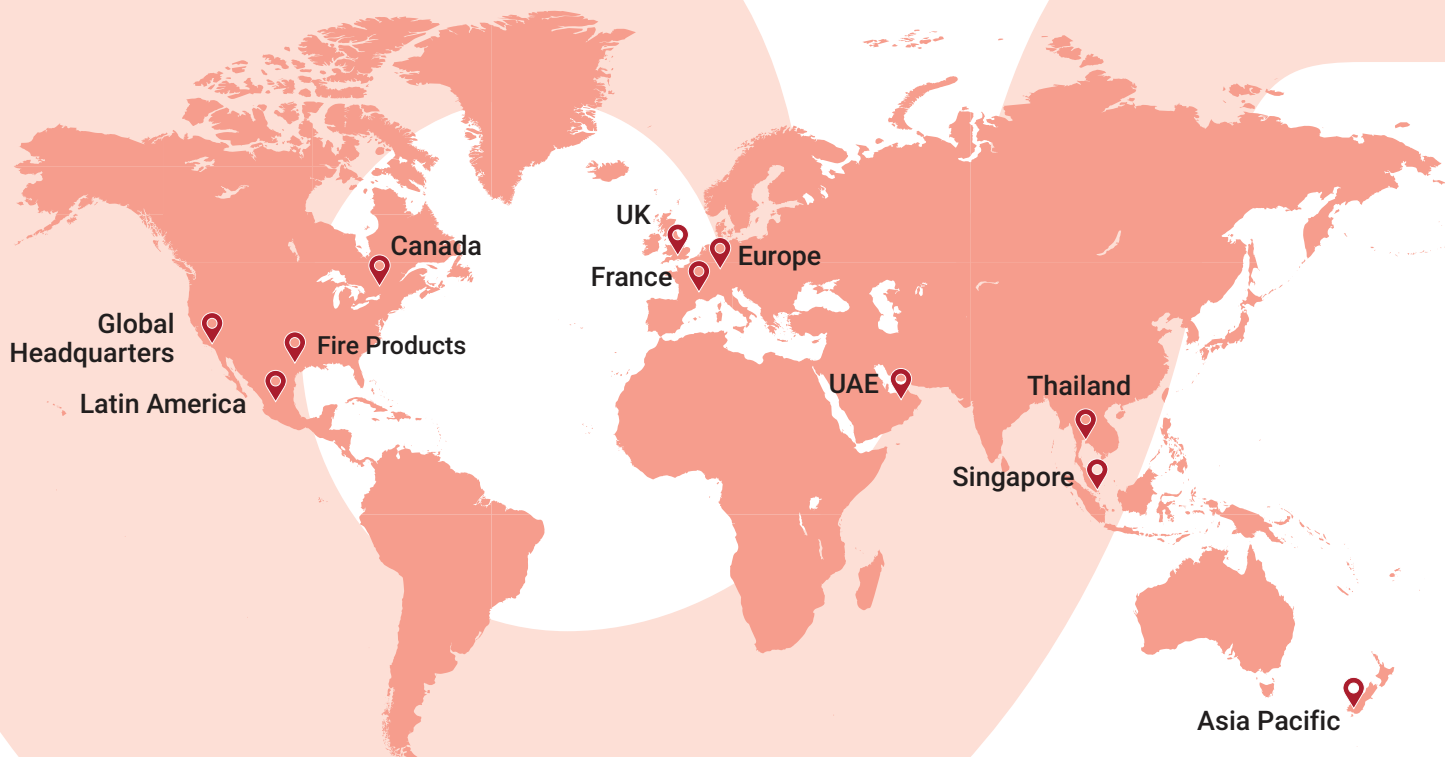 UK
Canada
Europe
France
Global
Headquarters
Fire Products
Latin America
UAE
Thailand
Singapore
Asia Pacific